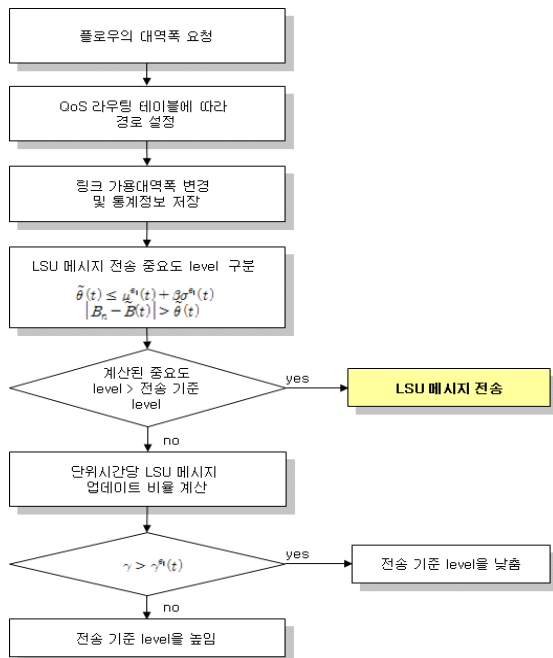 플로우의 대역폭 요청
QoS 라우팅 테이블에 따라
경로 설정
링크 가용대역폭 변경
및 통계정보 저장
LSU 메시지 전송 중요도 level 구분
θ̃(t) ≤ μ^{e_l}(t) + βσ^{e_l}(t)
|B_n − B̃(t)| > θ̃(t)
계산된 중요도
level > 전송 기준
level
yes
LSU 메시지 전송
no
단위시간당 LSU 메시지
업데이트 비율 계산
γ > γ^{e_l}(t)
yes
전송 기준 level을 낮춤
no
전송 기준 level을 높임